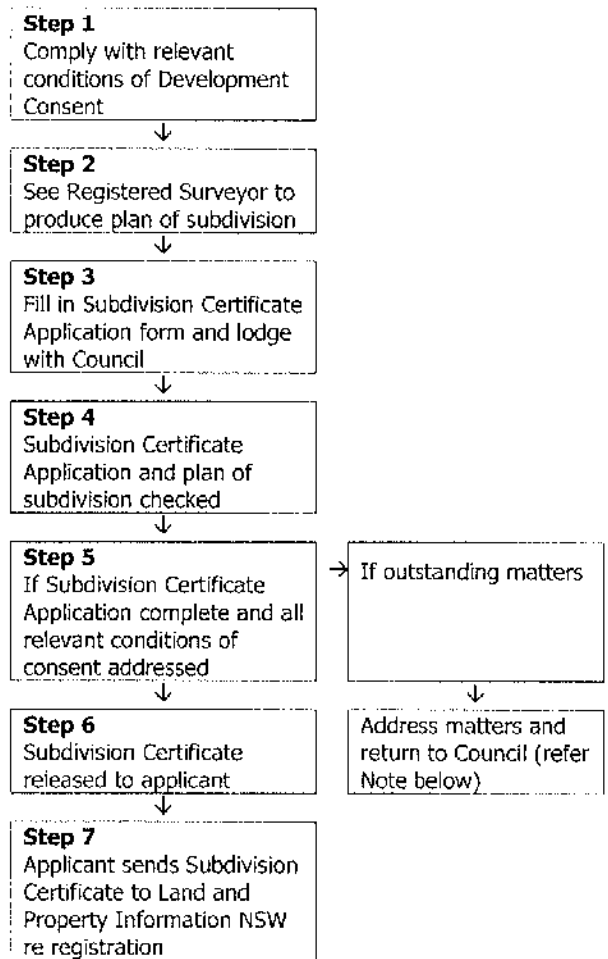 Step 1
Comply with relevant
conditions of Development
Consent
↓
Step 2
See Registered Surveyor to
produce plan of subdivision
↓
Step 3
Fill in Subdivision Certificate
Application form and lodge
with Council
↓
Step 4
Subdivision Certificate
Application and plan of
subdivision checked
↓
Step 5
If Subdivision Certificate
Application complete and all
relevant conditions of
consent addressed
→ If outstanding matters
↓
Address matters and
return to Council (refer
Note below)
↓
Step 6
Subdivision Certificate
released to applicant
↓
Step 7
Applicant sends Subdivision
Certificate to Land and
Property Information NSW
re registration